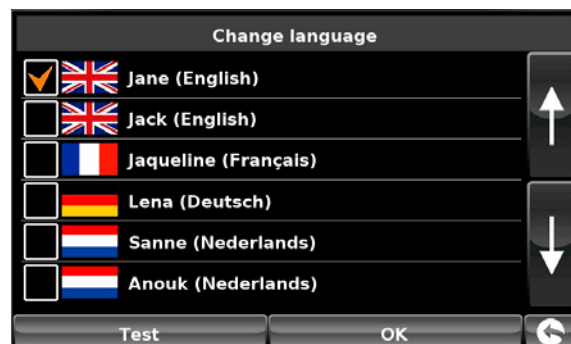 Change language
Jane (English)
Jack (English)
Jaqueline (Français)
Lena (Deutsch)
Sanne (Nederlands)
Anouk (Nederlands)
Test OK